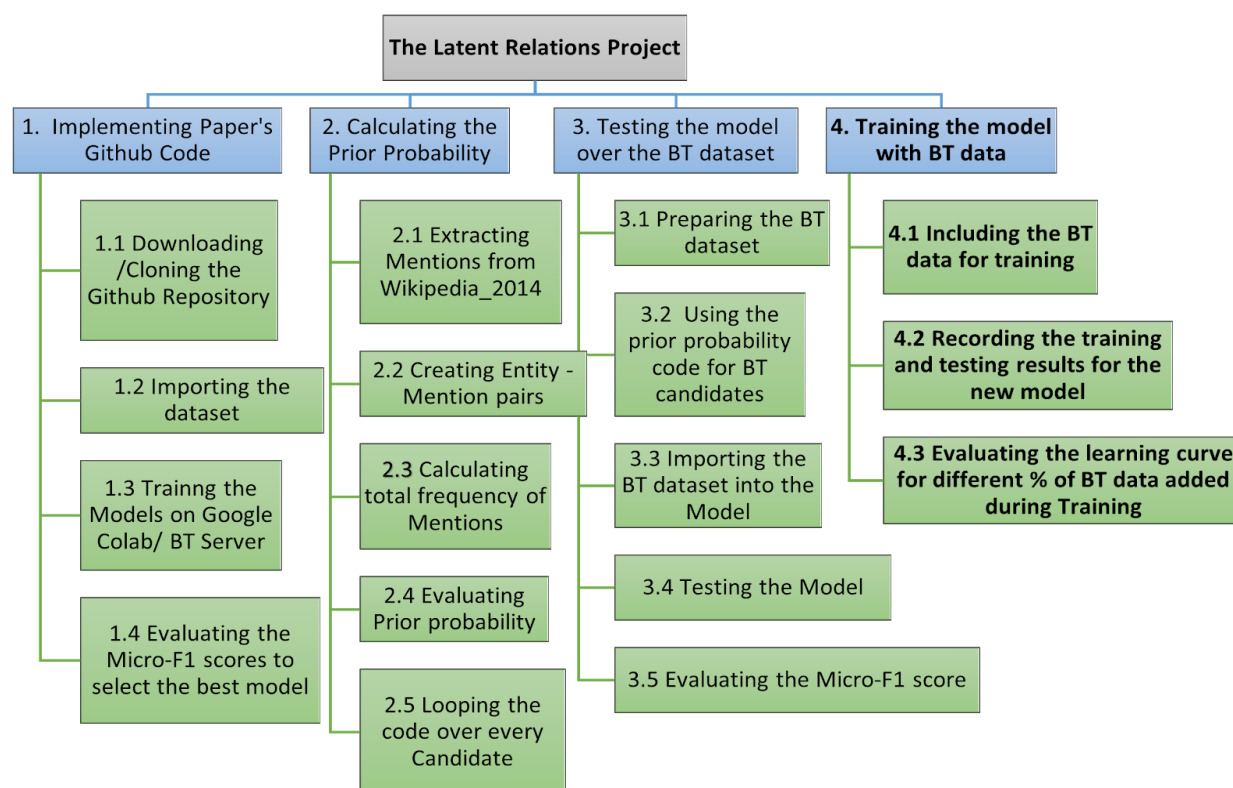 The Latent Relations Project
1. Implementing Paper's
Github Code
2. Calculating the
Prior Probability
3. Testing the model
over the BT dataset
4. Training the model
with BT data
1.1 Downloading
/Cloning the
Github Repository
1.2 Importing the
dataset
1.3 Trainng the
Models on Google
Colab/ BT Server
1.4 Evaluating the
Micro-F1 scores to
select the best model
2.1 Extracting
Mentions from
Wikipedia_2014
2.2 Creating Entity -
Mention pairs
2.3 Calculating
total frequency of
Mentions
2.4 Evaluating
Prior probability
2.5 Looping the
code over every
Candidate
3.1 Preparing the BT
dataset
3.2 Using the
prior probability
code for BT
candidates
3.3 Importing the
BT dataset into the
Model
3.4 Testing the Model
3.5 Evaluating the Micro-F1 score
4.1 Including the BT
data for training
4.2 Recording the training
and testing results for the
new model
4.3 Evaluating the learning curve
for different % of BT data added
during Training